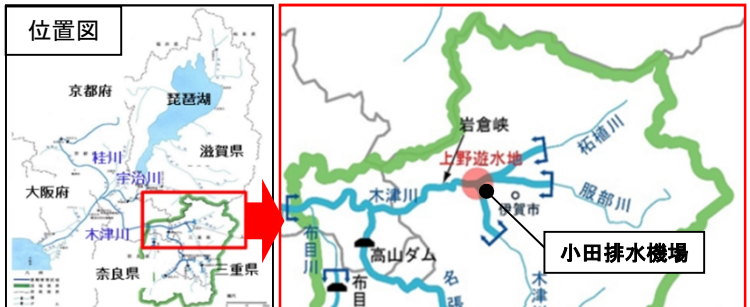 位置図
京都府
琵琶湖
滋賀県
桂川
宇治川
大阪府
木津川
奈良県
三重県
岩倉峡
上野遊水地
柘植川
服部川
木津川
伊賀市
布目川
高山ダム
小田排水機場
布目
名張
木津